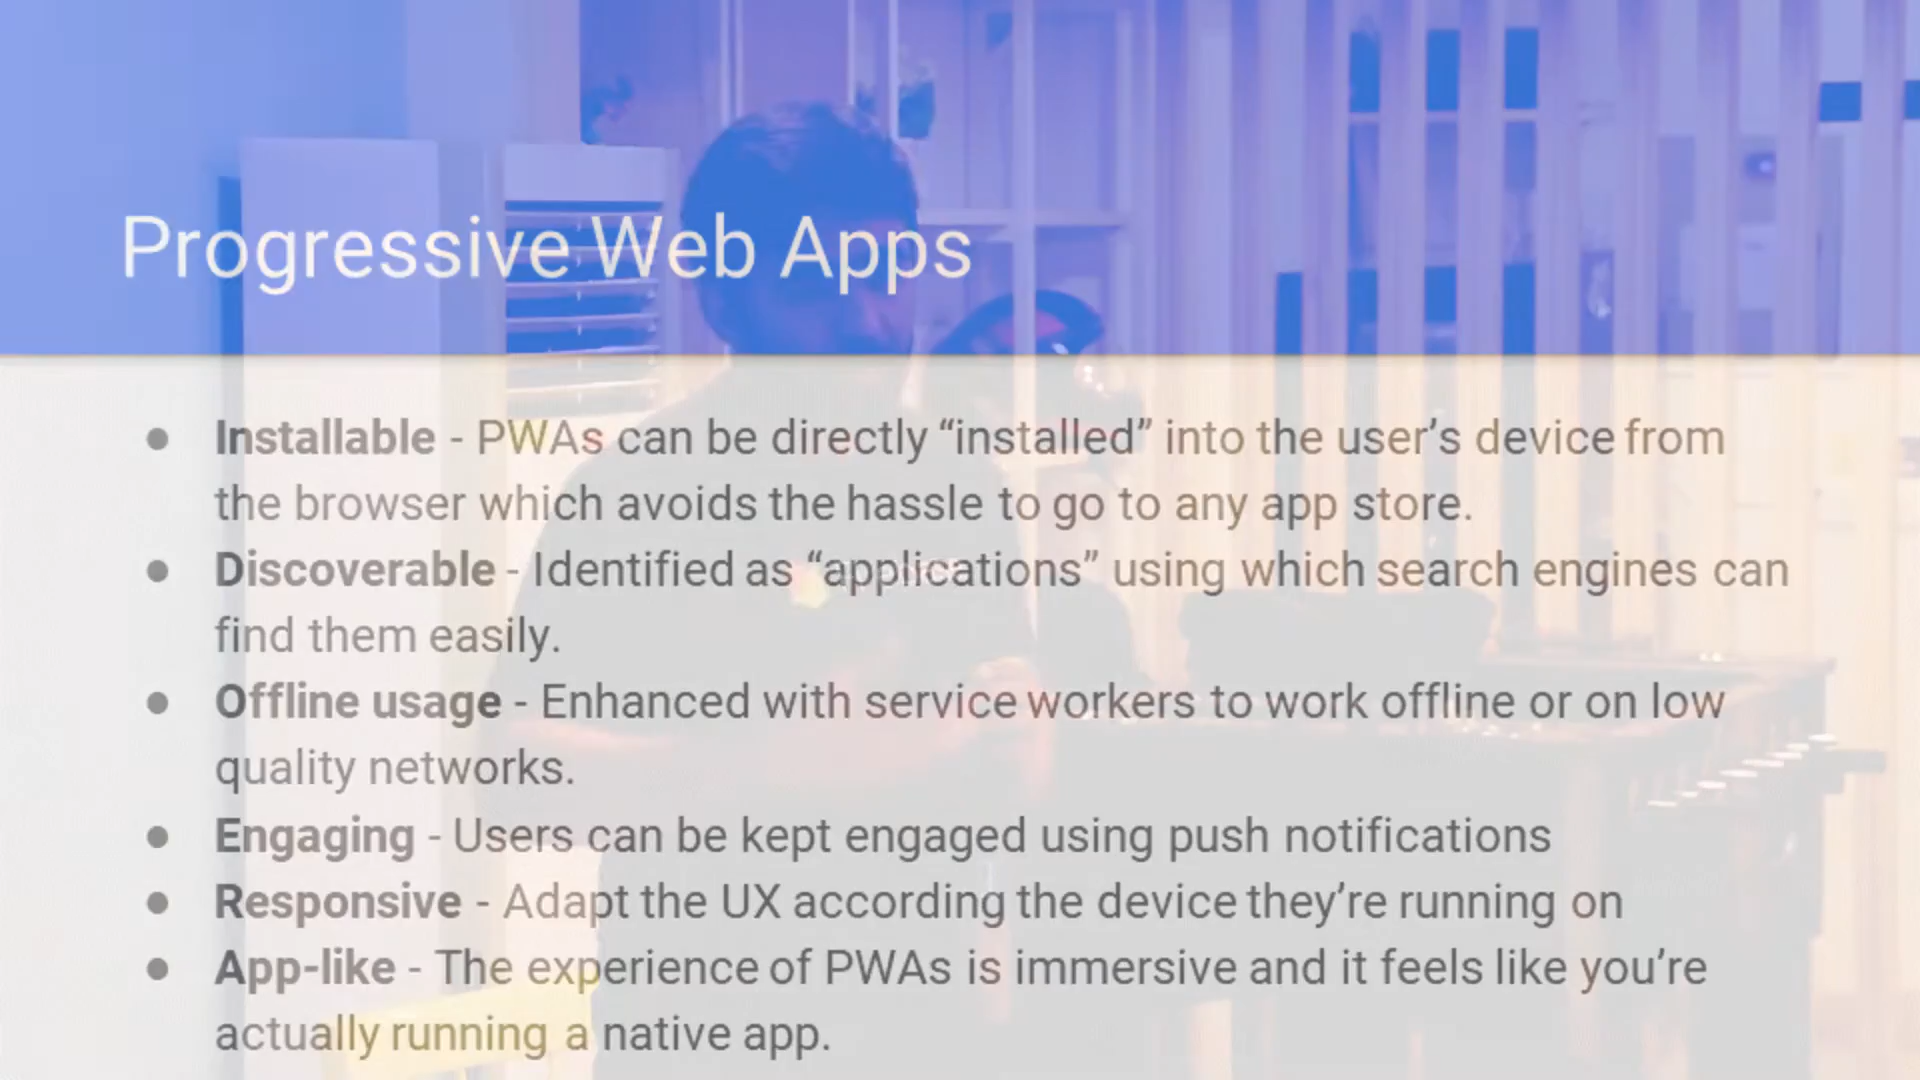 Progressive Web Apps
● Installable - PWAs can be directly “installed” into the user’s device from
the browser which avoids the hassle to go to any app store.
● Discoverable - Identified as “applications” using which search engines can
find them easily.
● Offline usage - Enhanced with service workers to work offline or on low
quality networks.
● Engaging - Users can be kept engaged using push notifications
● Responsive - Adapt the UX according the device they’re running on
● App-like - The experience of PWAs is immersive and it feels like you’re
actually running a native app.